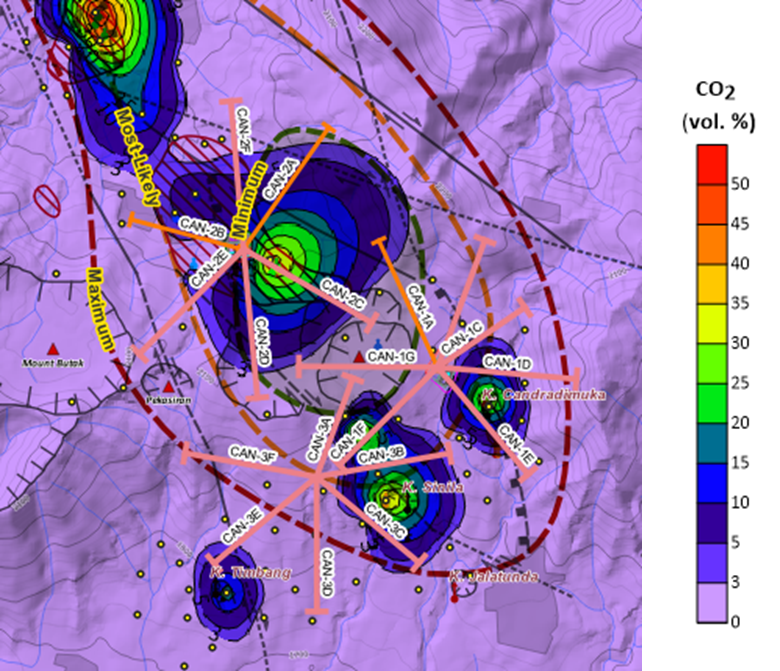 CO2
(vol. %)
50
45
40
35
30
25
20
15
10
5
3
0
Most-Likely
Minimum
Maximum
CAN-2F
CAN-2A
CAN-2B
CAN-2E
CAN-2C
CAN-2D
CAN-1A
CAN-1C
CAN-1G
CAN-1D
CAN-1E
CAN-1F
CAN-3A
CAN-3B
CAN-3F
CAN-3C
CAN-3E
CAN-3D
Mount Butak
Pekasiran
K. Candradimuka
K. Sinila
K. Timbang
K. Jalatunda
2100